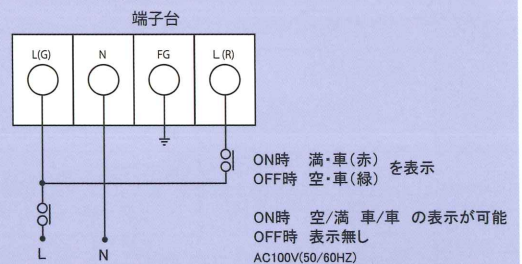 端子台
L(G) N FG L(R)
ON時 満・車(赤) を表示
OFF時 空・車(緑)
ON時 空/満 車/車 の表示が可能
OFF時 表示無し
L N AC100V(50/60HZ)